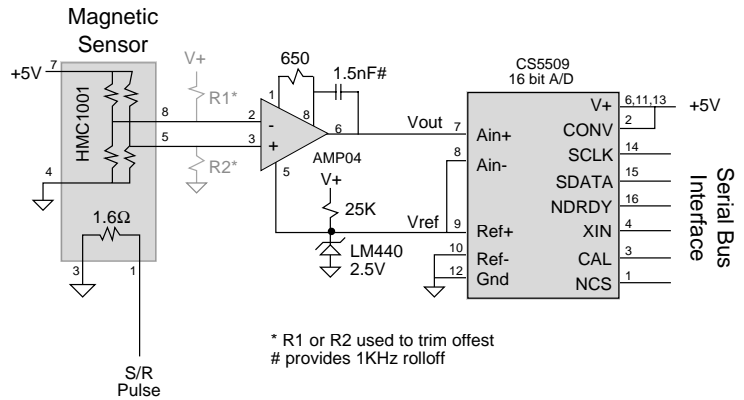 Magnetic
Sensor
+5V
7
HMC1001
8
5
4
1.6Ω
3
1
S/R
Pulse
V+
R1*
R2*
650
1.5nF#
1
2
-
8
3
+
6
5
AMP04
V+
25K
LM440
2.5V
Vout
Vref
CS5509
16 bit A/D
7 Ain+
8 Ain-
9 Ref+
10 Ref-
12 Gnd
V+ 6,11,13 +5V
CONV 2
SCLK 14
SDATA 15
NDRDY 16
XIN 4
CAL 3
NCS 1
Serial Bus
Interface
* R1 or R2 used to trim offest
# provides 1KHz rolloff